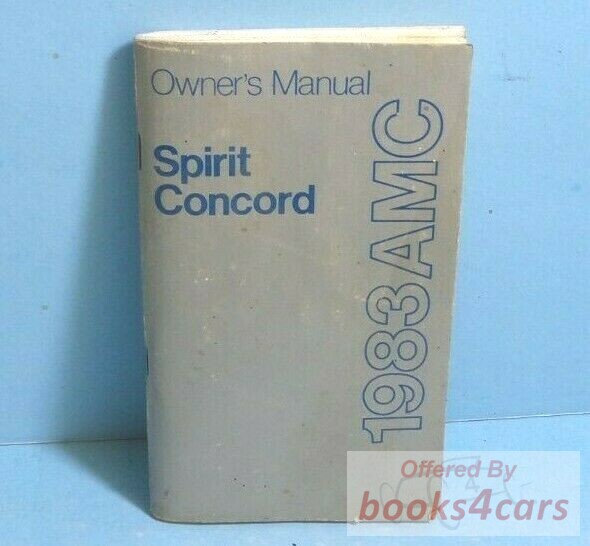 Owner's Manual
Spirit
Concord
1983 AMC
Offered By
books4cars